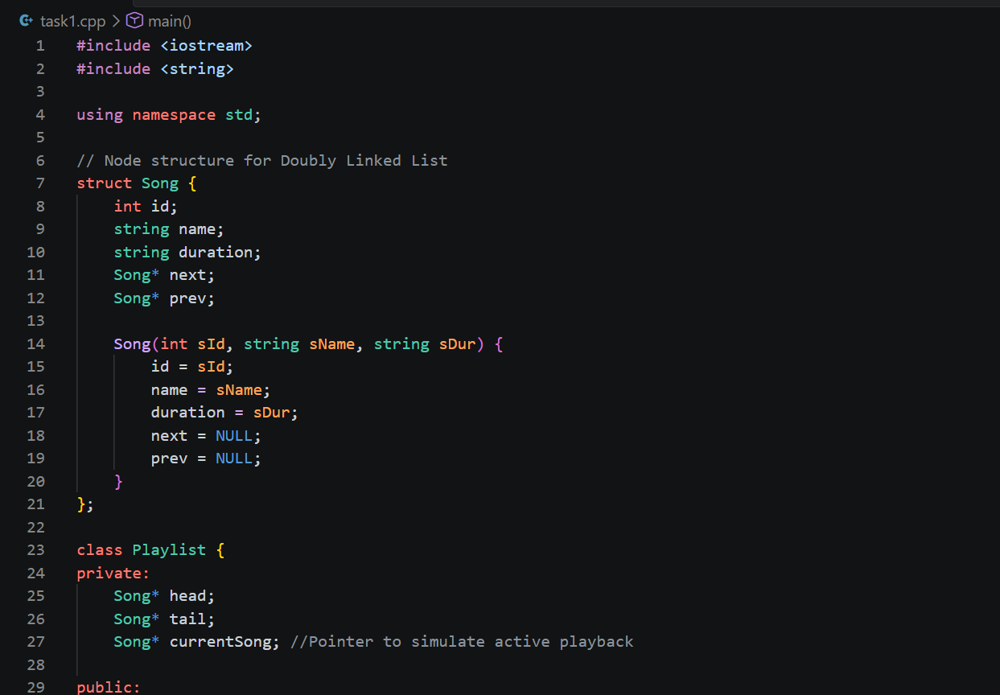 task1.cpp > main()
1 #include <iostream>
2 #include <string>
3
4 using namespace std;
5
6 // Node structure for Doubly Linked List
7 struct Song {
8     int id;
9     string name;
10     string duration;
11     Song* next;
12     Song* prev;
13
14     Song(int sId, string sName, string sDur) {
15         id = sId;
16         name = sName;
17         duration = sDur;
18         next = NULL;
19         prev = NULL;
20     }
21 };
22
23 class Playlist {
24 private:
25     Song* head;
26     Song* tail;
27     Song* currentSong; //Pointer to simulate active playback
28
29 public: